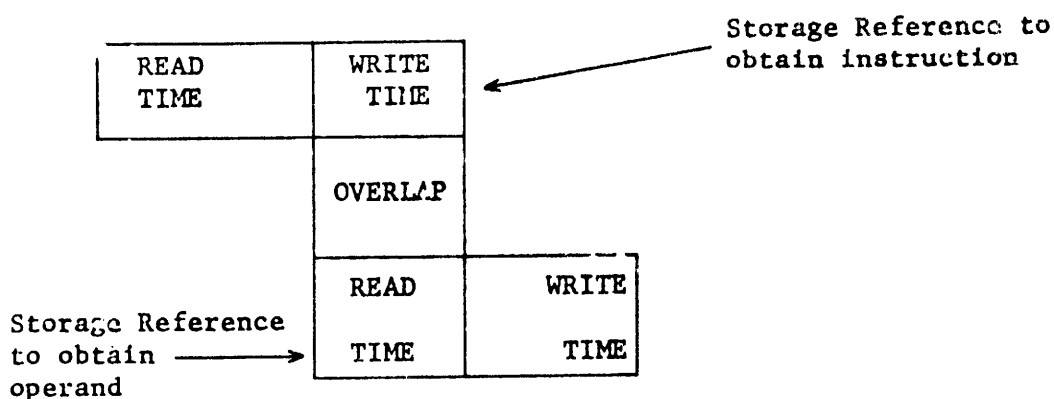 Storage Reference to
obtain instruction
READ WRITE
TIME TIME
OVERLAP
READ WRITE
TIME TIME
Storage Reference
to obtain
operand